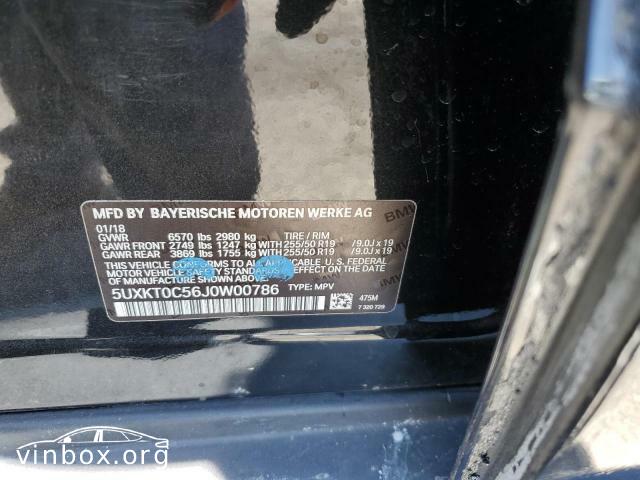 MFD BY BAYERISCHE MOTOREN WERKE AG
01/18
GVWR 6570 lbs 2980 kg TIRE / RIM
GAWR FRONT 2749 lbs 1247 kg WITH 255/50 R19 /9.0J x 19
GAWR REAR 3869 lbs 1755 kg WITH 255/50 R19 /9.0J x 19
THIS VEHICLE CONFORMS TO ALL APPLICABLE U. S. FEDERAL
MOTOR VEHICLE SAFETY STANDARDS IN EFFECT ON THE
DATE OF MANUFACTURE SHOWN ABOVE.
5UXKT0C56J0W00786 TYPE: MPV
475M
7 320 729
BMW
BMW
vinbox.org